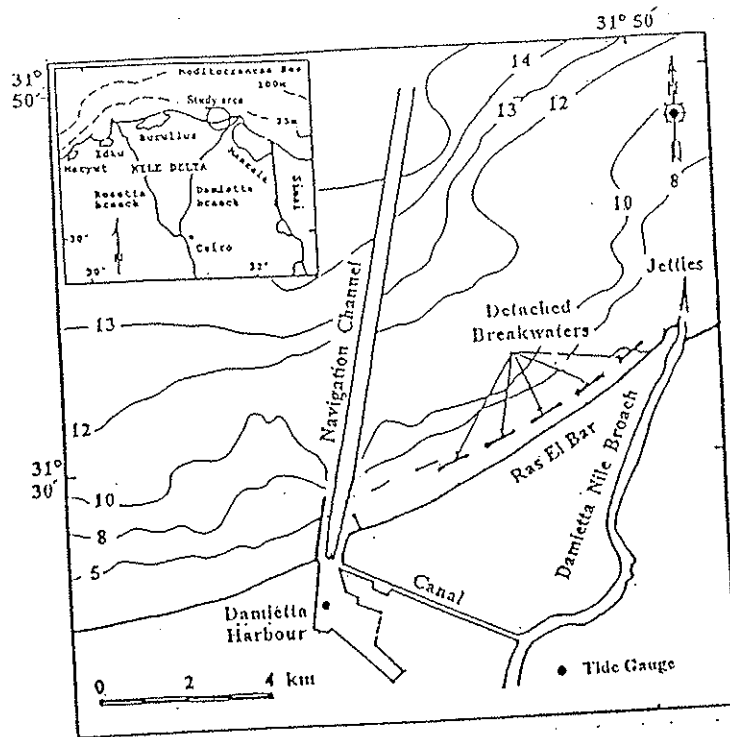 31° 50′
31°
50′
Mediterranean Sea
100m
Study area
25m
Burullus
Idku
Maryut
NILE DELTA
Manzala
Rosetta
branch
Damietta
branch
Sinai
Cairo
30°
30°
32°
N
14
13
12
10
8
Jetties
Detached
Breakwaters
Navigation Channel
13
12
Ras El Bar
Damietta Nile Broach
31°
30′
10
8
5
Canal
Damietta
Harbour
Tide Gauge
0 2 4 km